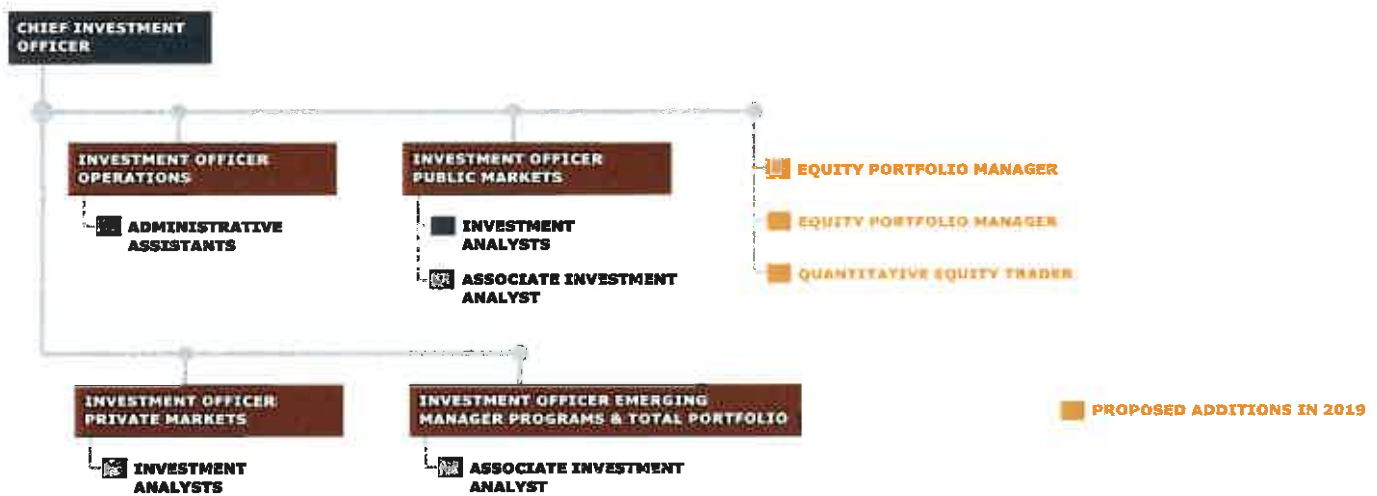 CHIEF INVESTMENT
OFFICER
INVESTMENT OFFICER
OPERATIONS
INVESTMENT OFFICER
PUBLIC MARKETS
EQUITY PORTFOLIO MANAGER
ADMINISTRATIVE
ASSISTANTS
INVESTMENT
ANALYSTS
EQUITY PORTFOLIO MANAGER
ASSOCIATE INVESTMENT
ANALYST
QUANTITATIVE EQUITY TRADER
INVESTMENT OFFICER
PRIVATE MARKETS
INVESTMENT OFFICER EMERGING
MANAGER PROGRAMS & TOTAL PORTFOLIO
PROPOSED ADDITIONS IN 2019
INVESTMENT
ANALYSTS
ASSOCIATE INVESTMENT
ANALYST